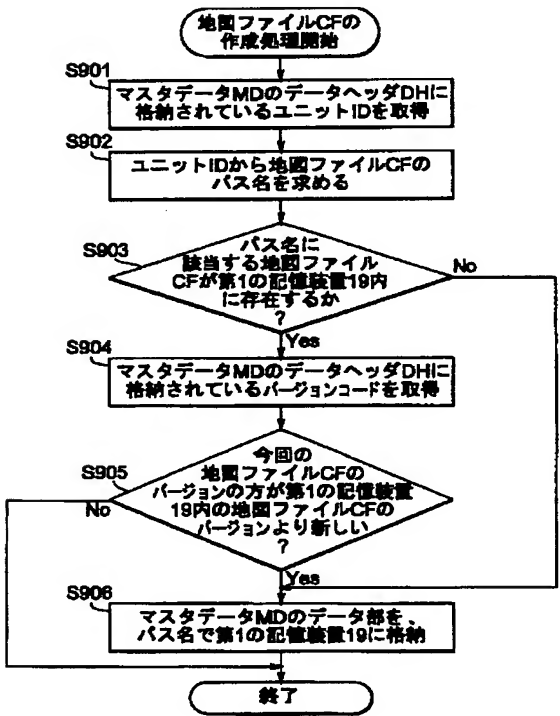 地図ファイルCFの
作成処理開始
S901
マスタデータMDのデータヘッダDHに
格納されているユニットIDを取得
S902
ユニットIDから地図ファイルCFの
パス名を求める
S903
パス名に
該当する地図ファイル
CFが第1の記憶装置19内
に存在するか
?
No
Yes
S904
マスタデータMDのデータヘッダDHに
格納されているバージョンコードを取得
S905
今回の
地図ファイルCFの
バージョンの方が第1の記憶装置
19内の地図ファイルCFの
バージョンより新しい
?
No
Yes
S906
マスタデータMDのデータ部を、
パス名で第1の記憶装置19に格納
終了